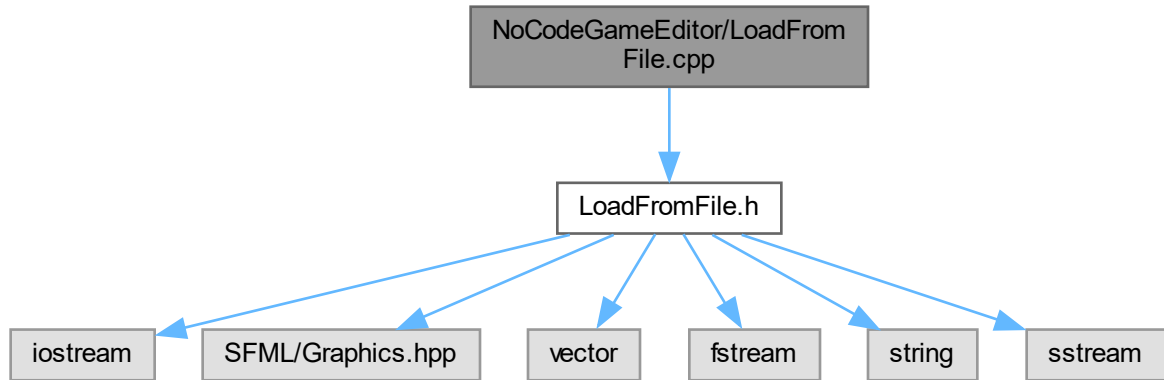 NoCodeGameEditor/LoadFrom
File.cpp
LoadFromFile.h
iostream
SFML/Graphics.hpp
vector
fstream
string
sstream